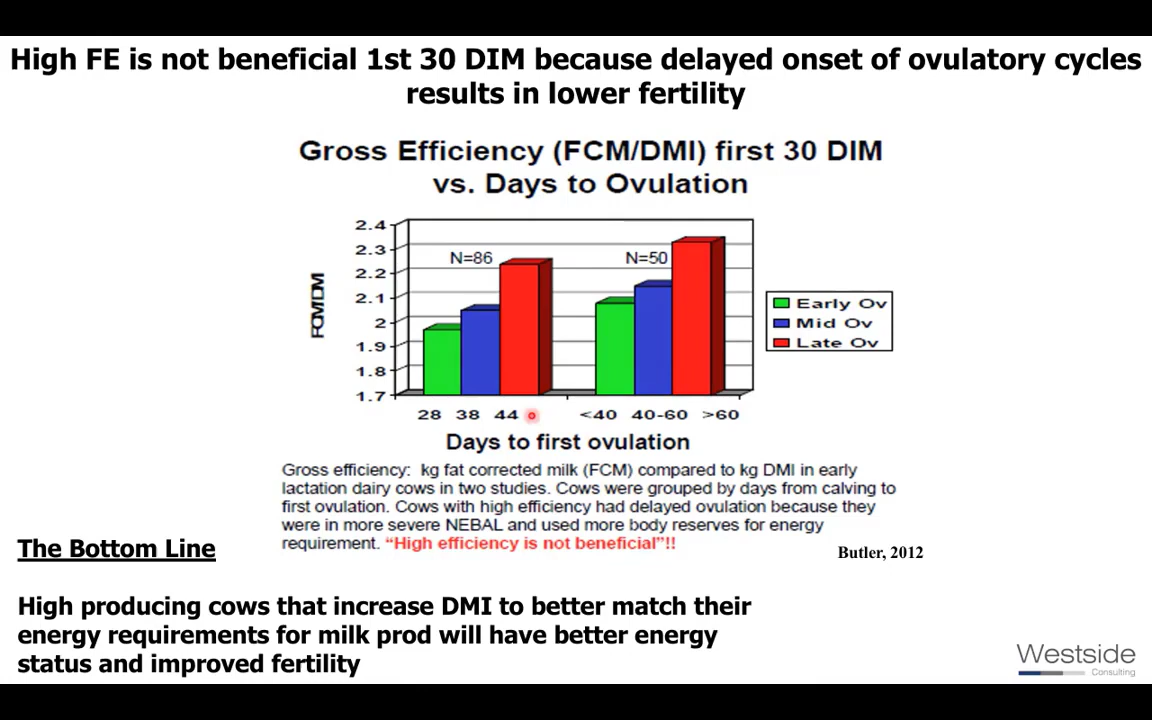 High FE is not beneficial 1st 30 DIM because delayed onset of ovulatory cycles
results in lower fertility
Gross Efficiency (FCM/DMI) first 30 DIM
vs. Days to Ovulation
2.4
2.3
2.2
2.1
2
1.9
1.8
1.7
FCM/DM
N=86
N=50
Early Ov
Mid Ov
Late Ov
28 38 44 <40 40-60 >60
Days to first ovulation
Gross efficiency: kg fat corrected milk (FCM) compared to kg DMI in early
lactation dairy cows in two studies. Cows were grouped by days from calving to
first ovulation. Cows with high efficiency had delayed ovulation because they
were in more severe NEBAL and used more body reserves for energy
requirement. “High efficiency is not beneficial”!!
Butler, 2012
The Bottom Line
High producing cows that increase DMI to better match their
energy requirements for milk prod will have better energy
status and improved fertility
Westside
Consulting